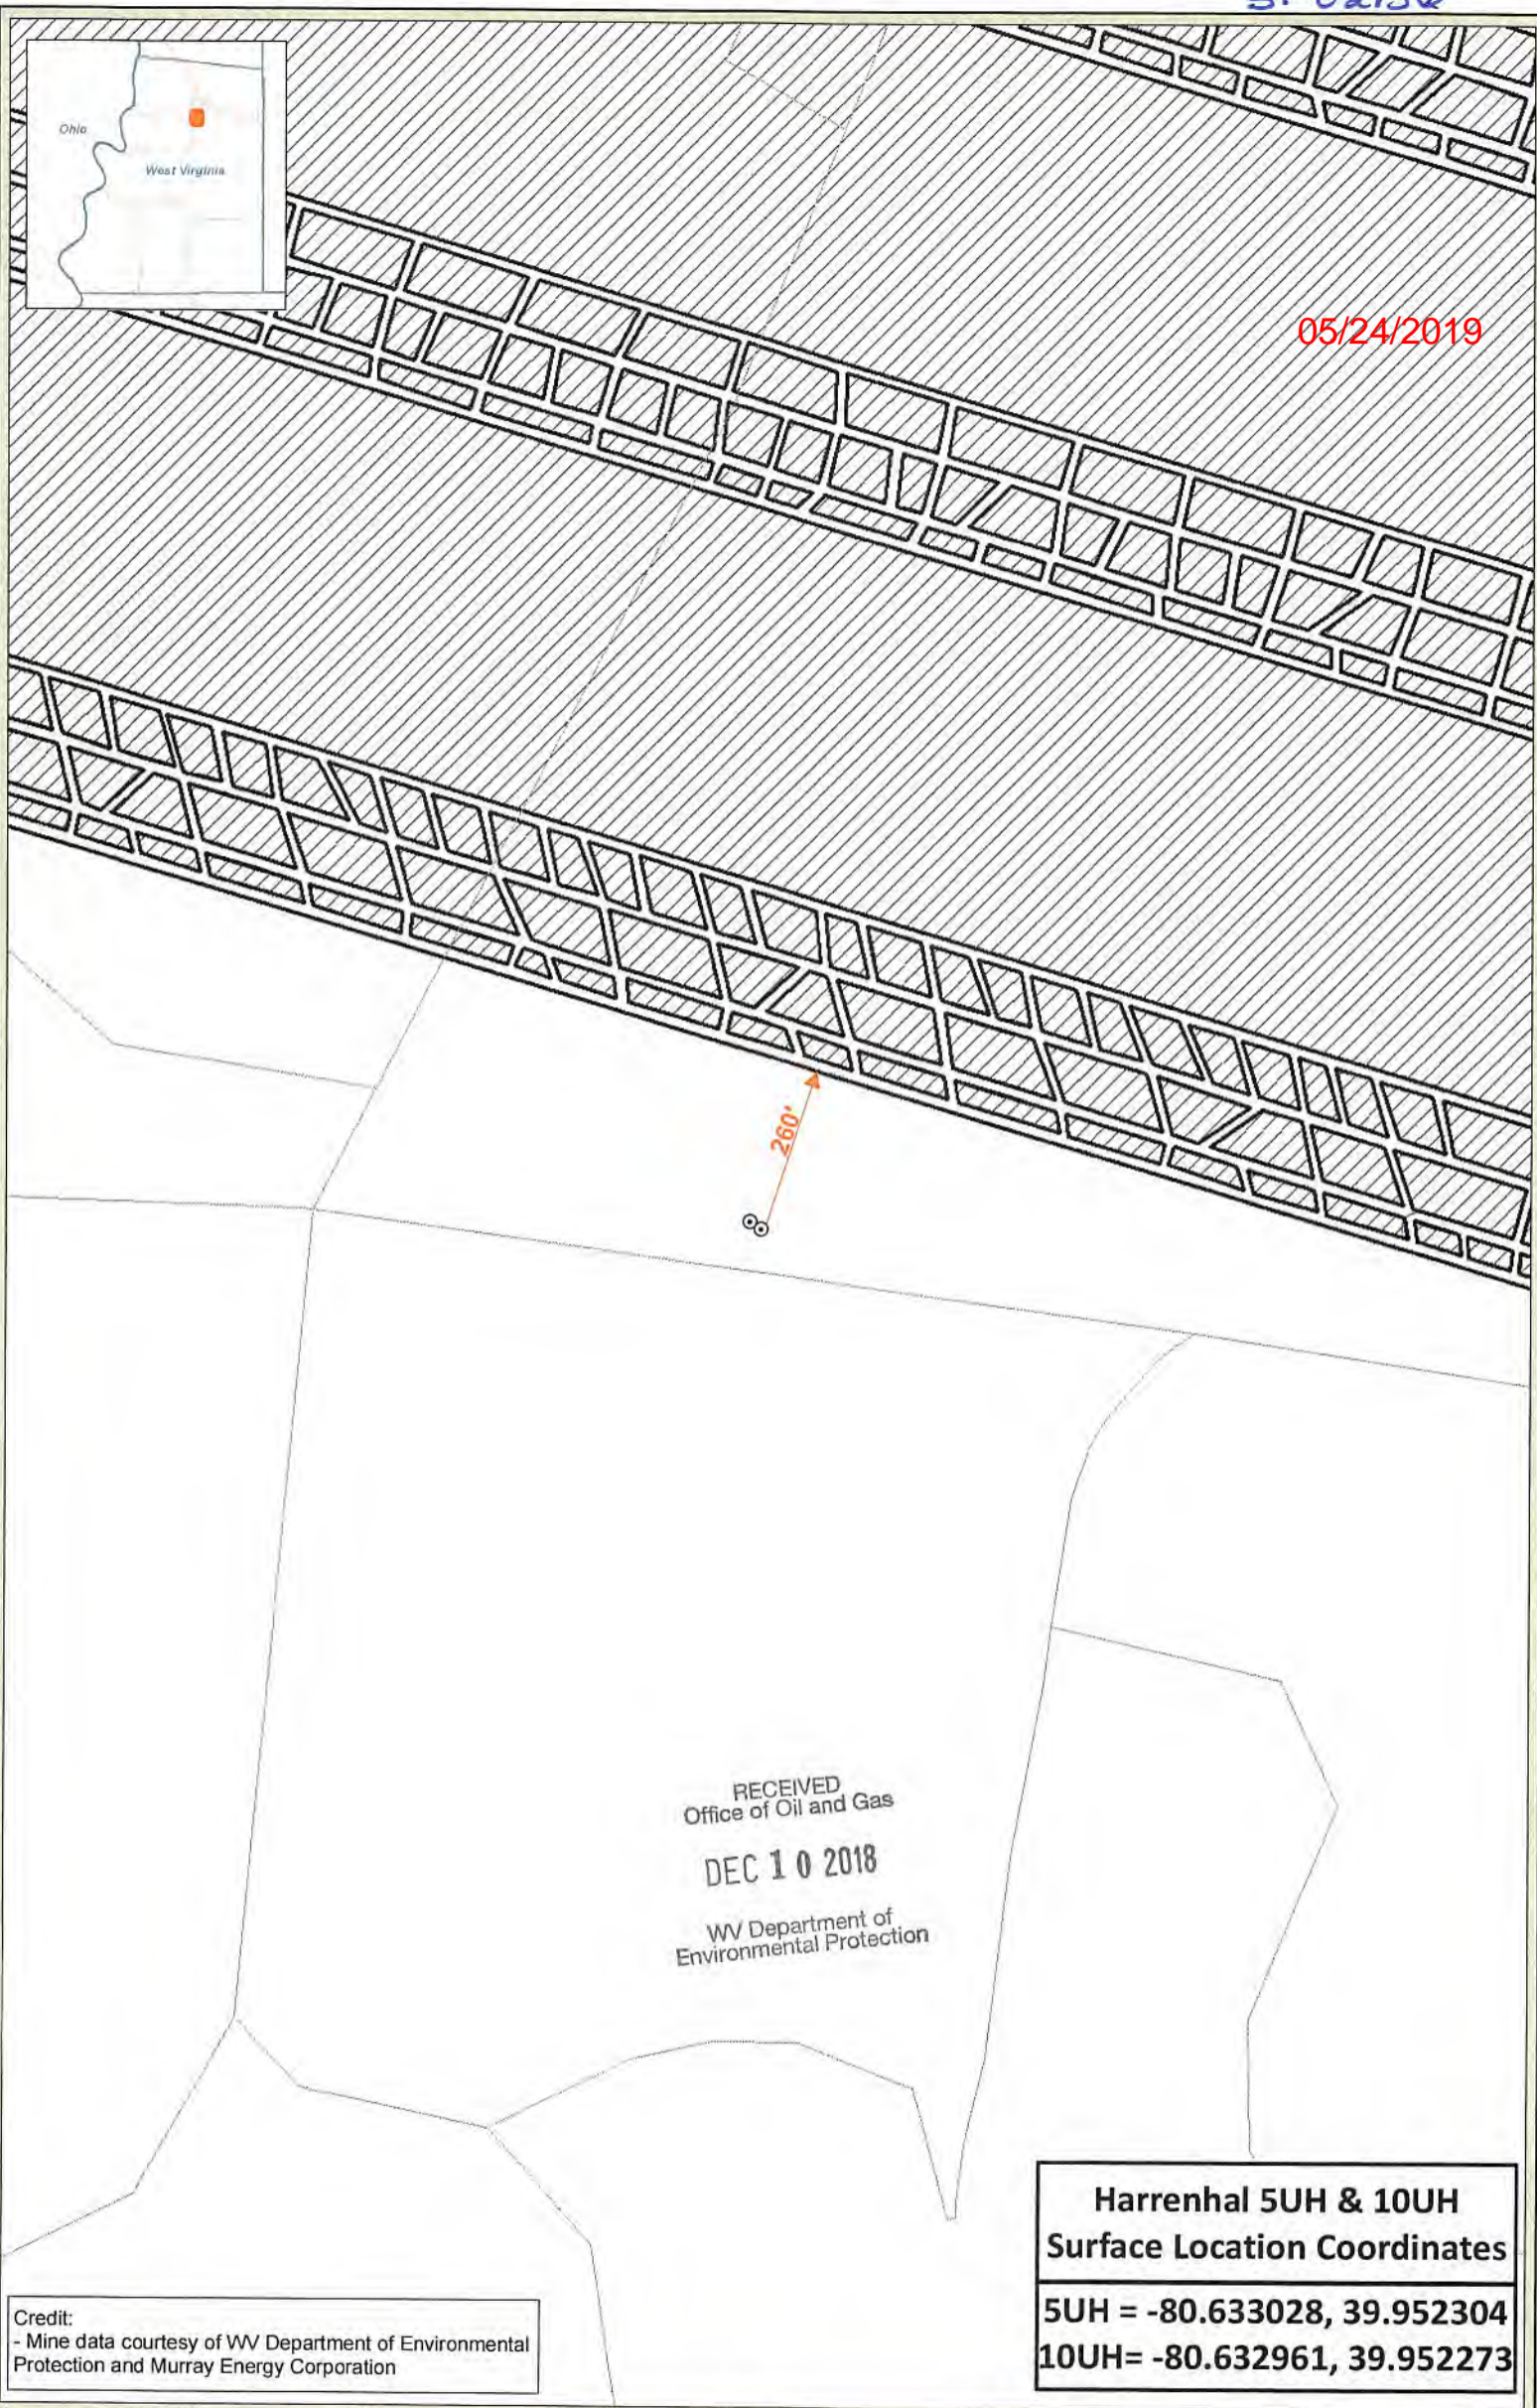 Ohio
West Virginia
05/24/2019
260'
RECEIVED
Office of Oil and Gas
DEC 10 2018
WV Department of
Environmental Protection
Harrenhal 5UH & 10UH
Surface Location Coordinates
5UH = -80.633028, 39.952304
10UH= -80.632961, 39.952273
Credit:
- Mine data courtesy of WV Department of Environmental
Protection and Murray Energy Corporation